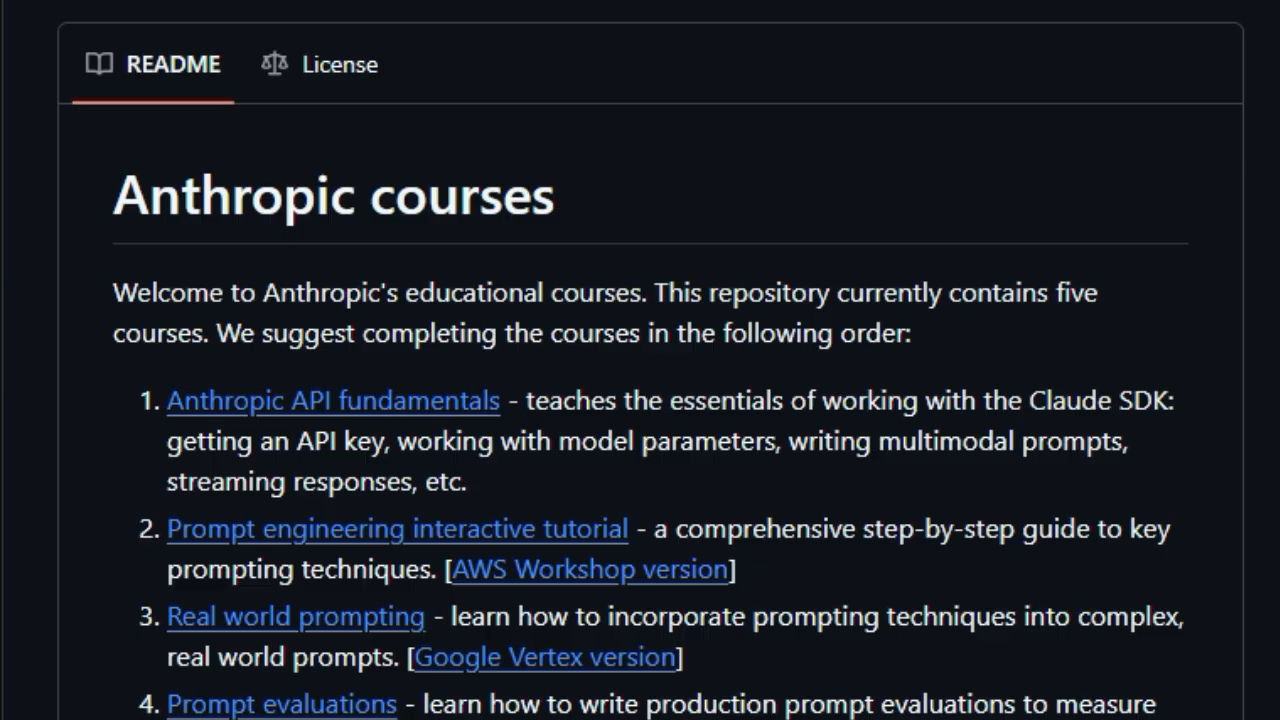 README
License
Anthropic courses
Welcome to Anthropic's educational courses. This repository currently contains five
courses. We suggest completing the courses in the following order:
1. Anthropic API fundamentals - teaches the essentials of working with the Claude SDK:
getting an API key, working with model parameters, writing multimodal prompts,
streaming responses, etc.
2. Prompt engineering interactive tutorial - a comprehensive step-by-step guide to key
prompting techniques. [AWS Workshop version]
3. Real world prompting - learn how to incorporate prompting techniques into complex,
real world prompts. [Google Vertex version]
4. Prompt evaluations - learn how to write production prompt evaluations to measure